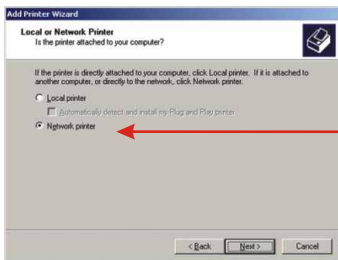 Add Printer Wizard
Local or Network Printer
Is the printer attached to your computer?
If the printer is directly attached to your computer, click Local printer. If it is attached to
another computer, or directly to the network, click Network printer.
Local printer
Automatically detect and install my Plug and Play printer
Network printer
< Back
Next >
Cancel